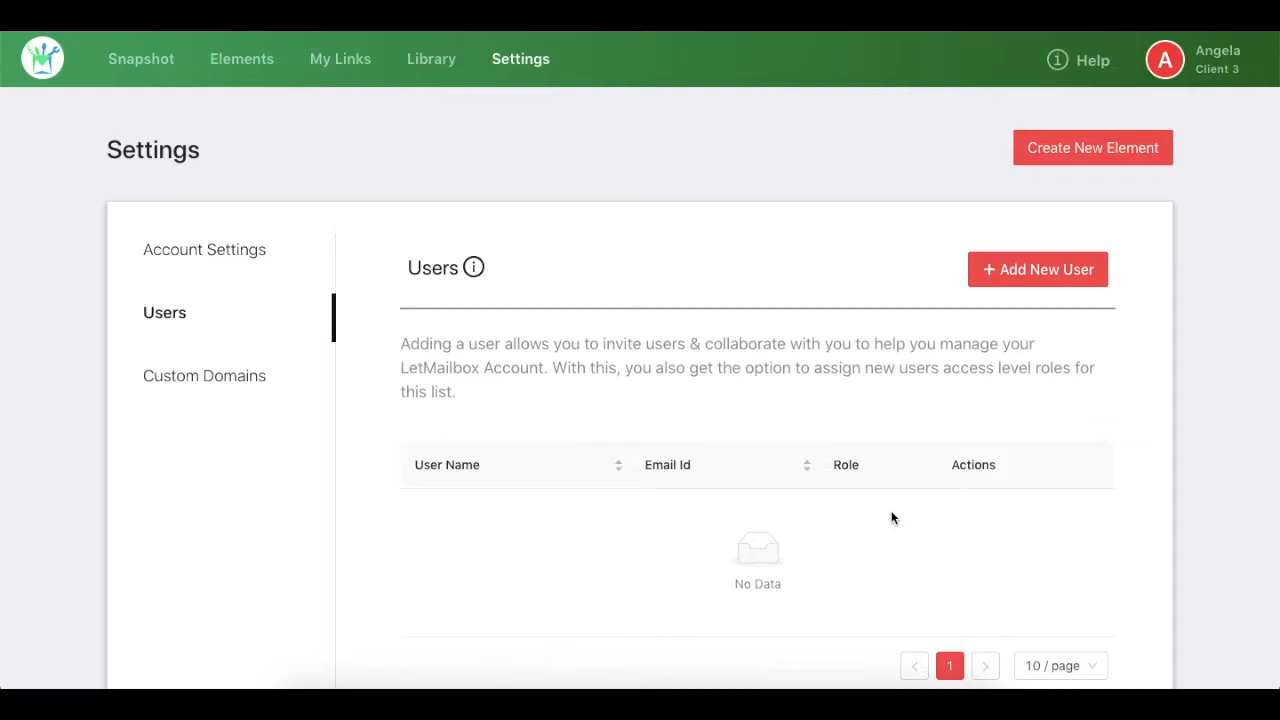 Snapshot Elements My Links Library Settings Help Angela
Client 3
A
Settings
Create New Element
Account Settings
Users
Custom Domains
Users
+ Add New User
Adding a user allows you to invite users & collaborate with you to help you manage your
LetMailbox Account. With this, you also get the option to assign new users access level roles for
this list.
User Name Email Id Role Actions
No Data
< 1 > 10 / page